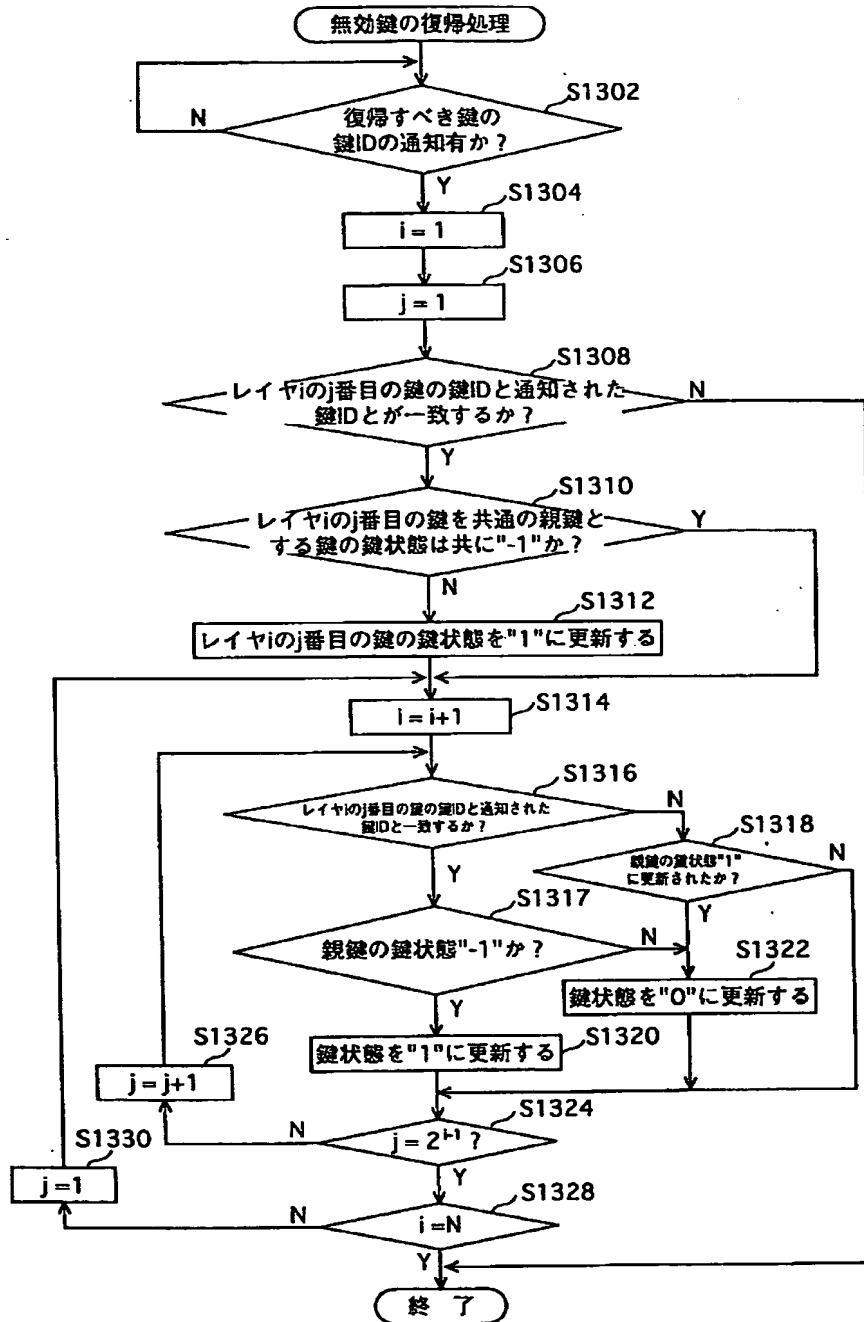 無効鍵の復帰処理
S1302
復帰すべき鍵の
鍵IDの通知有か?
N
Y
S1304
i = 1
S1306
j = 1
S1308
レイヤiのj番目の鍵の鍵IDと通知された
鍵IDとが一致するか?
N
Y
S1310
レイヤiのj番目の鍵を共通の親鍵と
する鍵の鍵状態は共に"-1"か?
Y
N
S1312
レイヤiのj番目の鍵の鍵状態を"1"に更新する
S1314
i = i+1
S1316
レイヤiのj番目の鍵の鍵IDと通知された
鍵IDと一致するか?
N
Y
S1318
親鍵の鍵状態"1"
に更新されたか?
N
Y
S1317
親鍵の鍵状態"-1"か?
N
Y
S1322
鍵状態を"0"に更新する
S1320
鍵状態を"1"に更新する
S1326
j = j+1
S1324
j = 2^{i-1} ?
N
Y
S1330
j = 1
S1328
i = N
N
Y
終 了